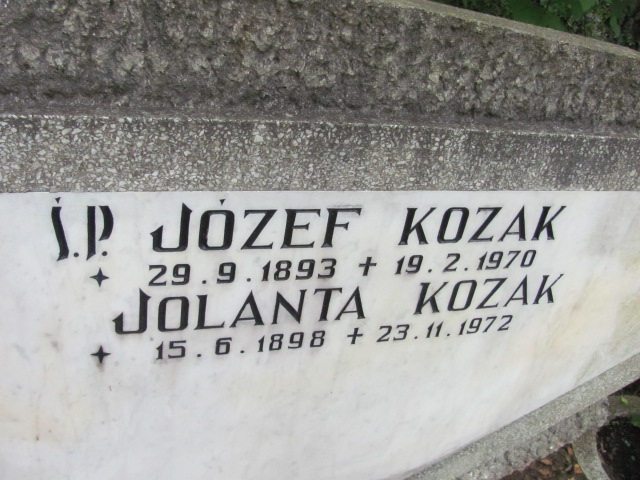 Ś.P. JÓZEF KOZAK
✦ 29.9.1893 + 19.2.1970
JOLANTA KOZAK
✦ 15.6.1898 + 23.11.1972